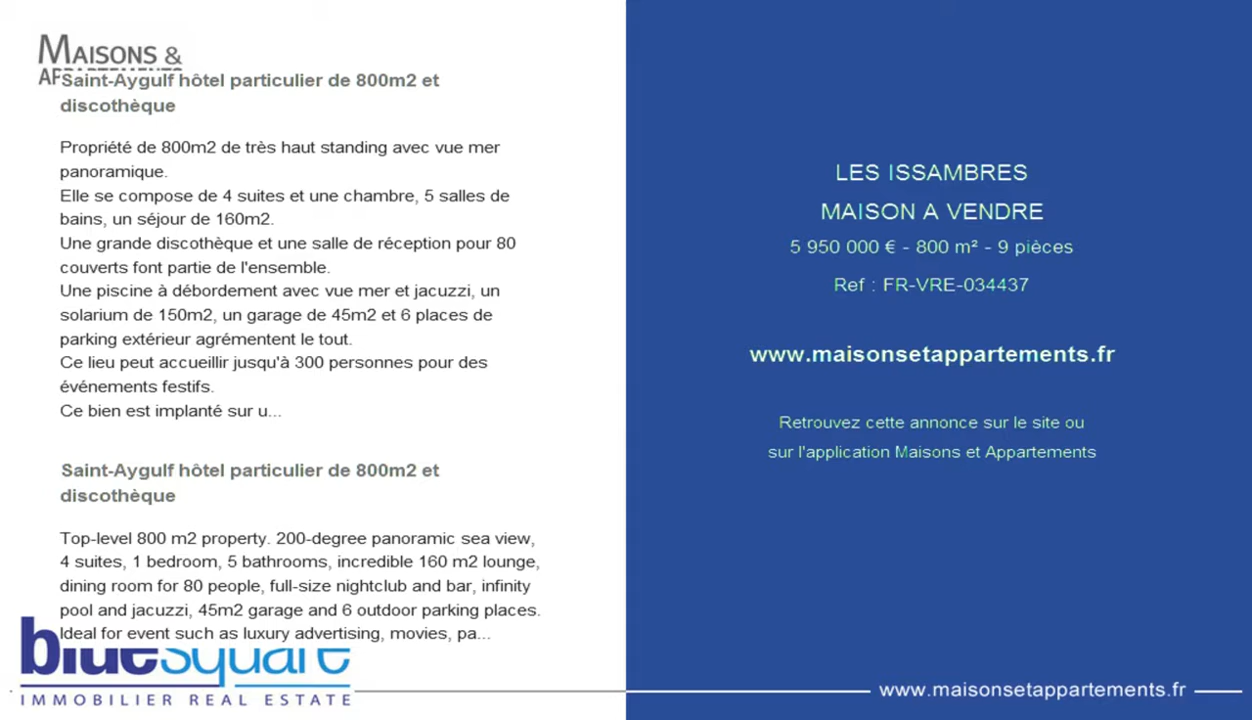 MAISONS &
APPARTEMENTS
Saint-Aygulf hôtel particulier de 800m2 et
discothèque
Propriété de 800m2 de très haut standing avec vue mer
panoramique.
Elle se compose de 4 suites et une chambre, 5 salles de
bains, un séjour de 160m2.
Une grande discothèque et une salle de réception pour 80
couverts font partie de l'ensemble.
Une piscine à débordement avec vue mer et jacuzzi, un
solarium de 150m2, un garage de 45m2 et 6 places de
parking extérieur agrémentent le tout.
Ce lieu peut accueillir jusqu'à 300 personnes pour des
événements festifs.
Ce bien est implanté sur u...
Saint-Aygulf hôtel particulier de 800m2 et
discothèque
Top-level 800 m2 property. 200-degree panoramic sea view,
4 suites, 1 bedroom, 5 bathrooms, incredible 160 m2 lounge,
dining room for 80 people, full-size nightclub and bar, infinity
pool and jacuzzi, 45m2 garage and 6 outdoor parking places.
Ideal for event such as luxury advertising, movies, pa...
bluesquare
IMMOBILIER REAL ESTATE
LES ISSAMBRES
MAISON A VENDRE
5 950 000 € - 800 m² - 9 pièces
Ref : FR-VRE-034437
www.maisonsetappartements.fr
Retrouvez cette annonce sur le site ou
sur l'application Maisons et Appartements
www.maisonsetappartements.fr